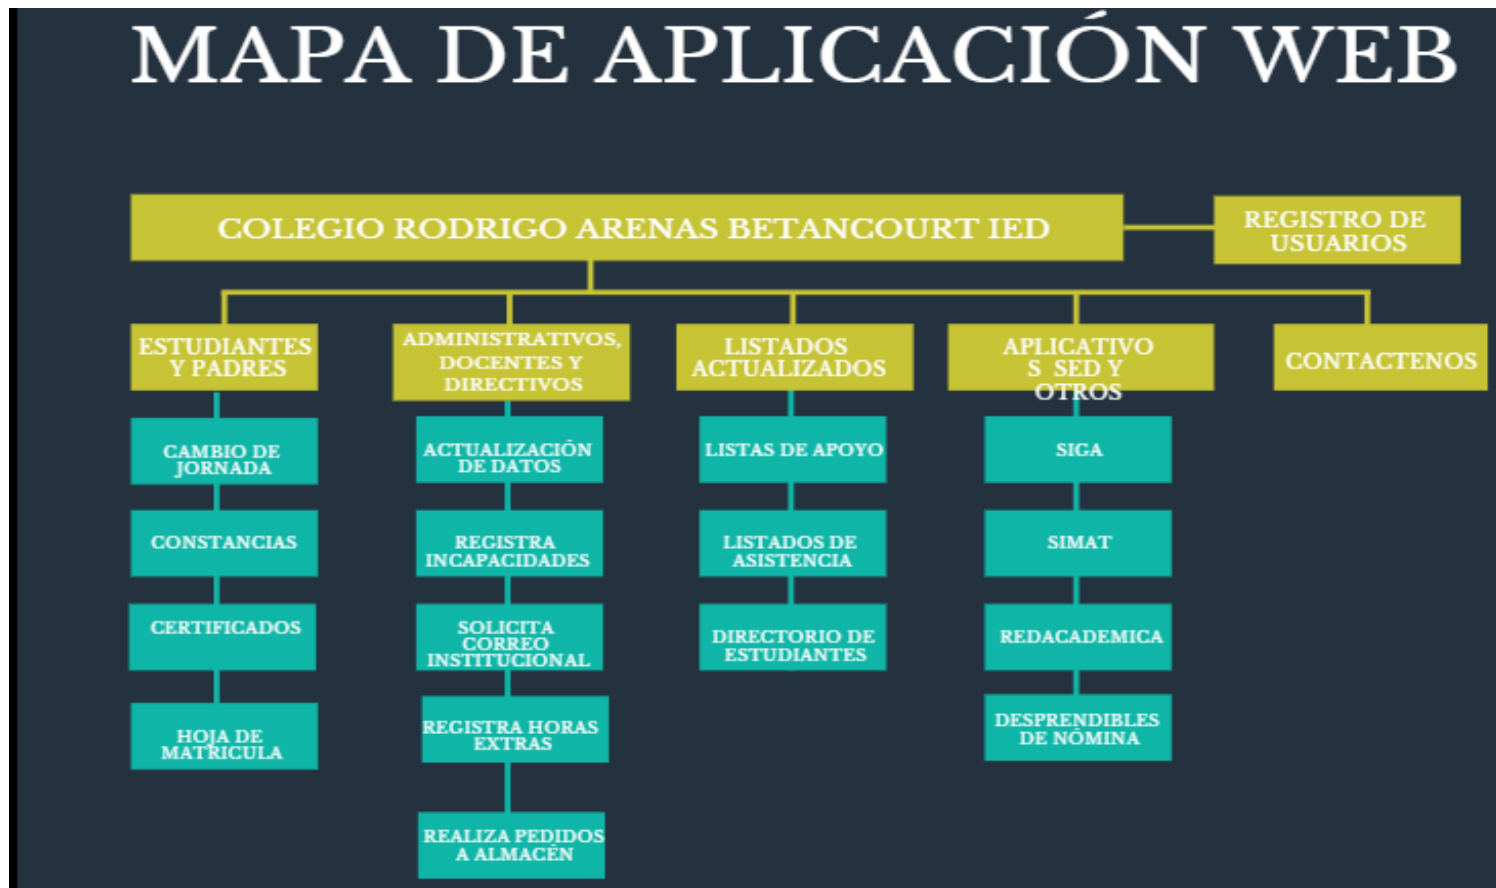 MAPA DE APLICACIÓN WEB
COLEGIO RODRIGO ARENAS BETANCOURT IED
REGISTRO DE
USUARIOS
ESTUDIANTES
Y PADRES
ADMINISTRATIVOS,
DOCENTES Y
DIRECTIVOS
LISTADOS
ACTUALIZADOS
APLICATIVO
S SED Y
OTROS
CONTACTENOS
CAMBIO DE
JORNADA
CONSTANCIAS
CERTIFICADOS
HOJA DE
MATRICULA
ACTUALIZACIÓN
DE DATOS
REGISTRA
INCAPACIDADES
SOLICITA
CORREO
INSTITUCIONAL
REGISTRA HORAS
EXTRAS
REALIZA PEDIDOS
A ALMACÉN
LISTAS DE APOYO
LISTADOS DE
ASISTENCIA
DIRECTORIO DE
ESTUDIANTES
SIGA
SIMAT
REDACADEMICA
DESPRENDIBLES
DE NÓMINA